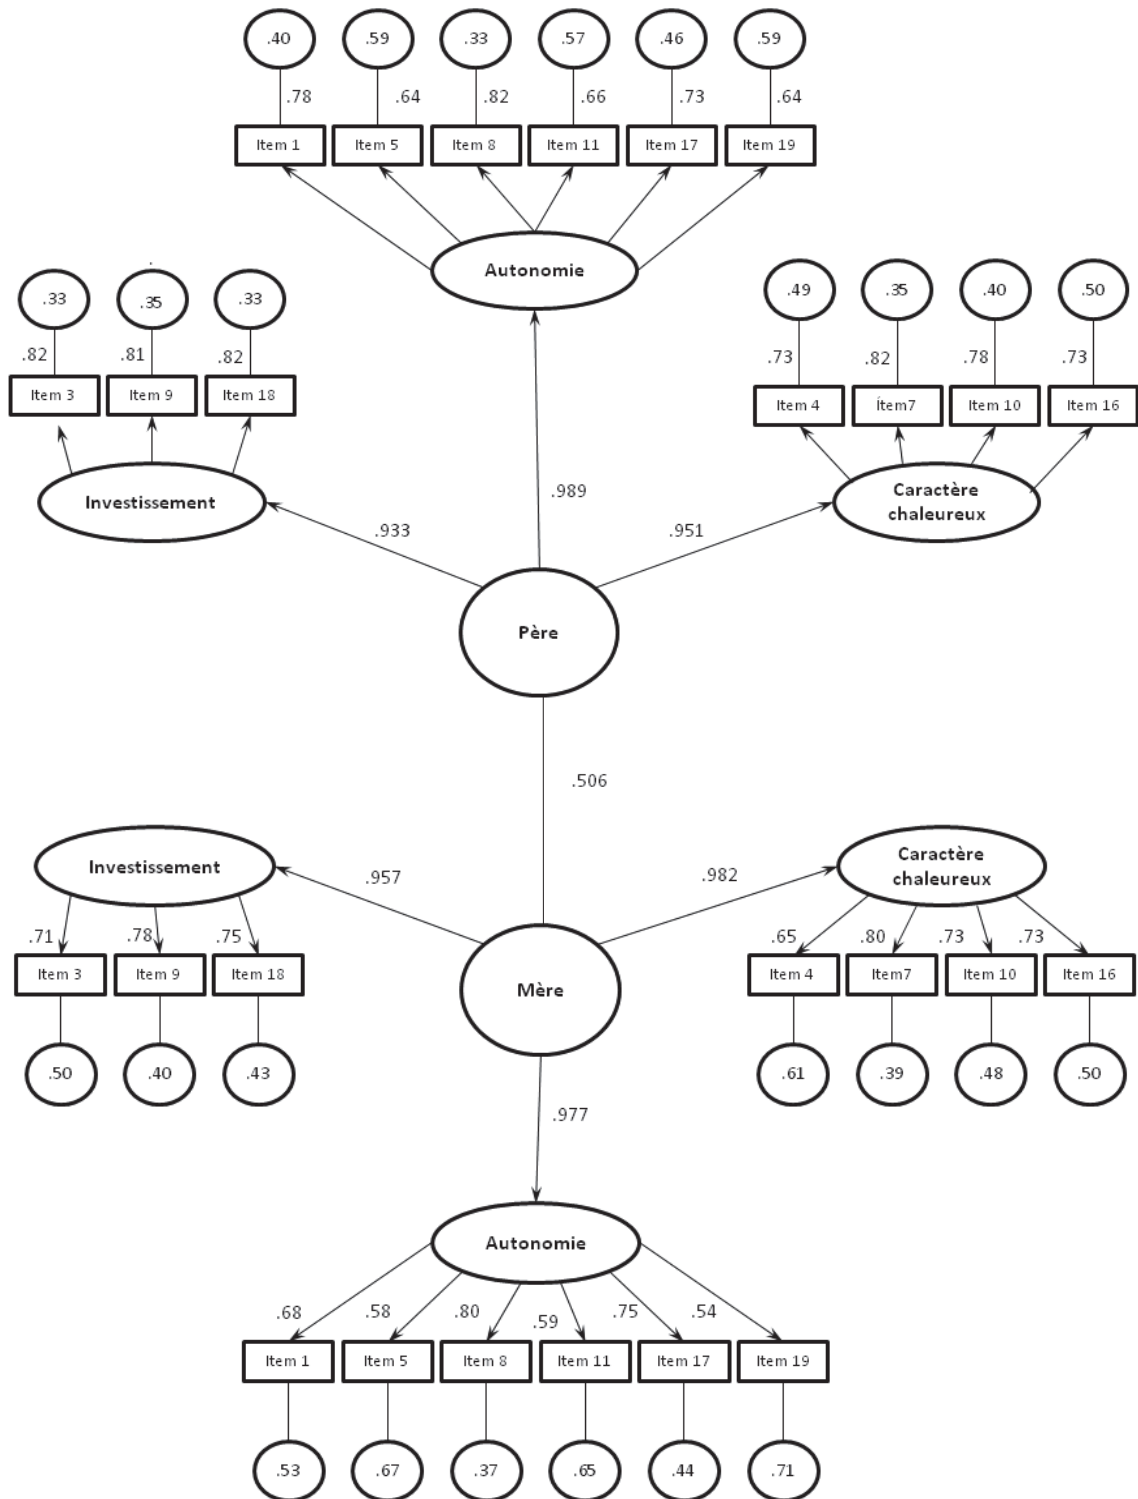 .40 .59 .33 .57 .46 .59
.78 .64 .82 .66 .73 .64
Item 1 Item 5 Item 8 Item 11 Item 17 Item 19
Autonomie
.33 .35 .33
.82 .81 .82
Item 3 Item 9 Item 18
Investissement
.49 .35 .40 .50
.73 .82 .78 .73
Item 4 Ítem7 Item 10 Item 16
Caractère
chaleureux
.989
.933 .951
Père
.506
Investissement
.957
.71 .78 .75
Item 3 Item 9 Item 18
.50 .40 .43
Caractère
chaleureux
.982
.65 .80 .73 .73
Item 4 Item7 Item 10 Item 16
.61 .39 .48 .50
Mère
.977
Autonomie
.68 .58 .80 .59 .75 .54
Item 1 Item 5 Item 8 Item 11 Item 17 Item 19
.53 .67 .37 .65 .44 .71